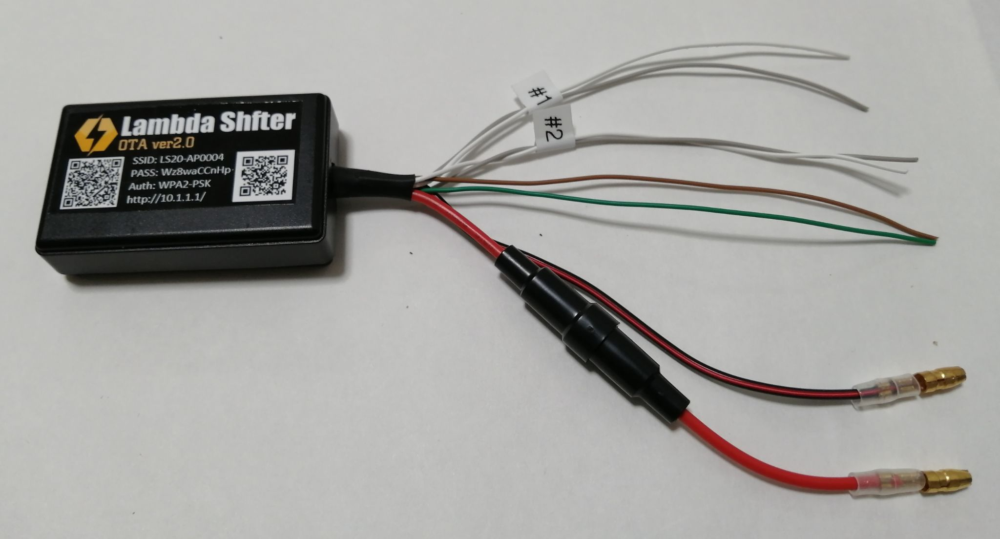 Lambda Shfter
OTA ver2.0
SSID: LS20-AP0004
PASS: Wz8waCCnHp
Auth: WPA2-PSK
http://10.1.1.1/
#1
#2